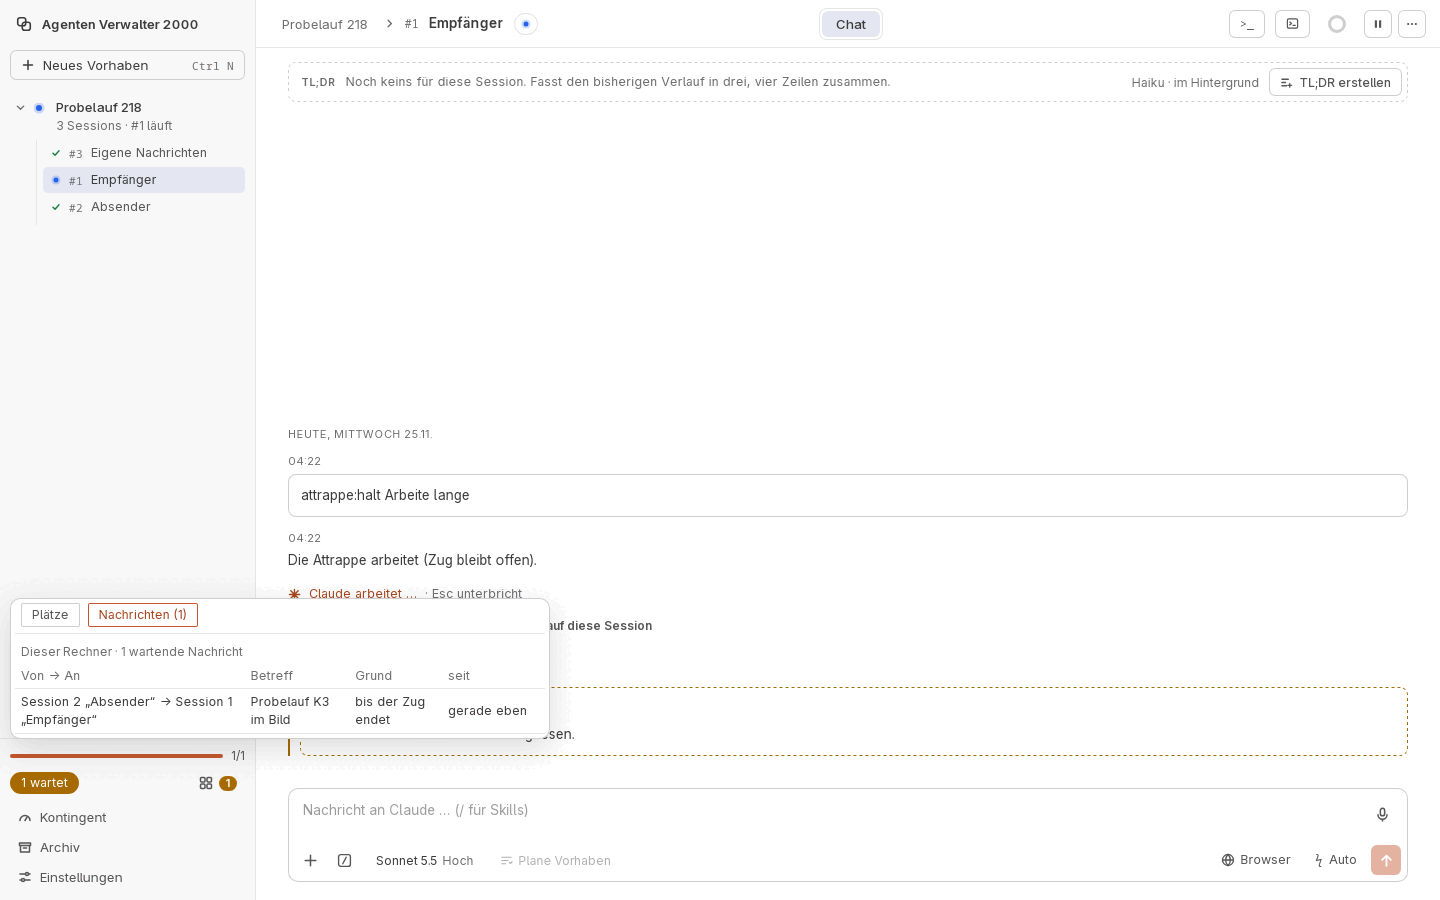 Agenten Verwalter 2000
Neues Vorhaben Ctrl N
Probelauf 218
3 Sessions · #1 läuft
#3 Eigene Nachrichten
#1 Empfänger
#2 Absender
Probelauf 218 #1 Empfänger
Chat
>_
TL;DR Noch keins für diese Session. Fasst den bisherigen Verlauf in drei, vier Zeilen zusammen. Haiku · im Hintergrund TL;DR erstellen
HEUTE, MITTWOCH 25.11.
04:22
attrappe:halt Arbeite lange
04:22
Die Attrappe arbeitet (Zug bleibt offen).
Claude arbeitet … · Esc unterbricht
auf diese Session
Plätze Nachrichten (1)
Dieser Rechner · 1 wartende Nachricht
Von → An Betreff Grund seit
Session 2 „Absender“ → Session 1 „Empfänger“
Probelauf K3 im Bild
bis der Zug endet
gerade eben
1/1
1 wartet 1
Kontingent
Archiv
Einstellungen
Nachricht an Claude … (/ für Skills)
Sonnet 5.5 Hoch Plane Vorhaben Browser Auto